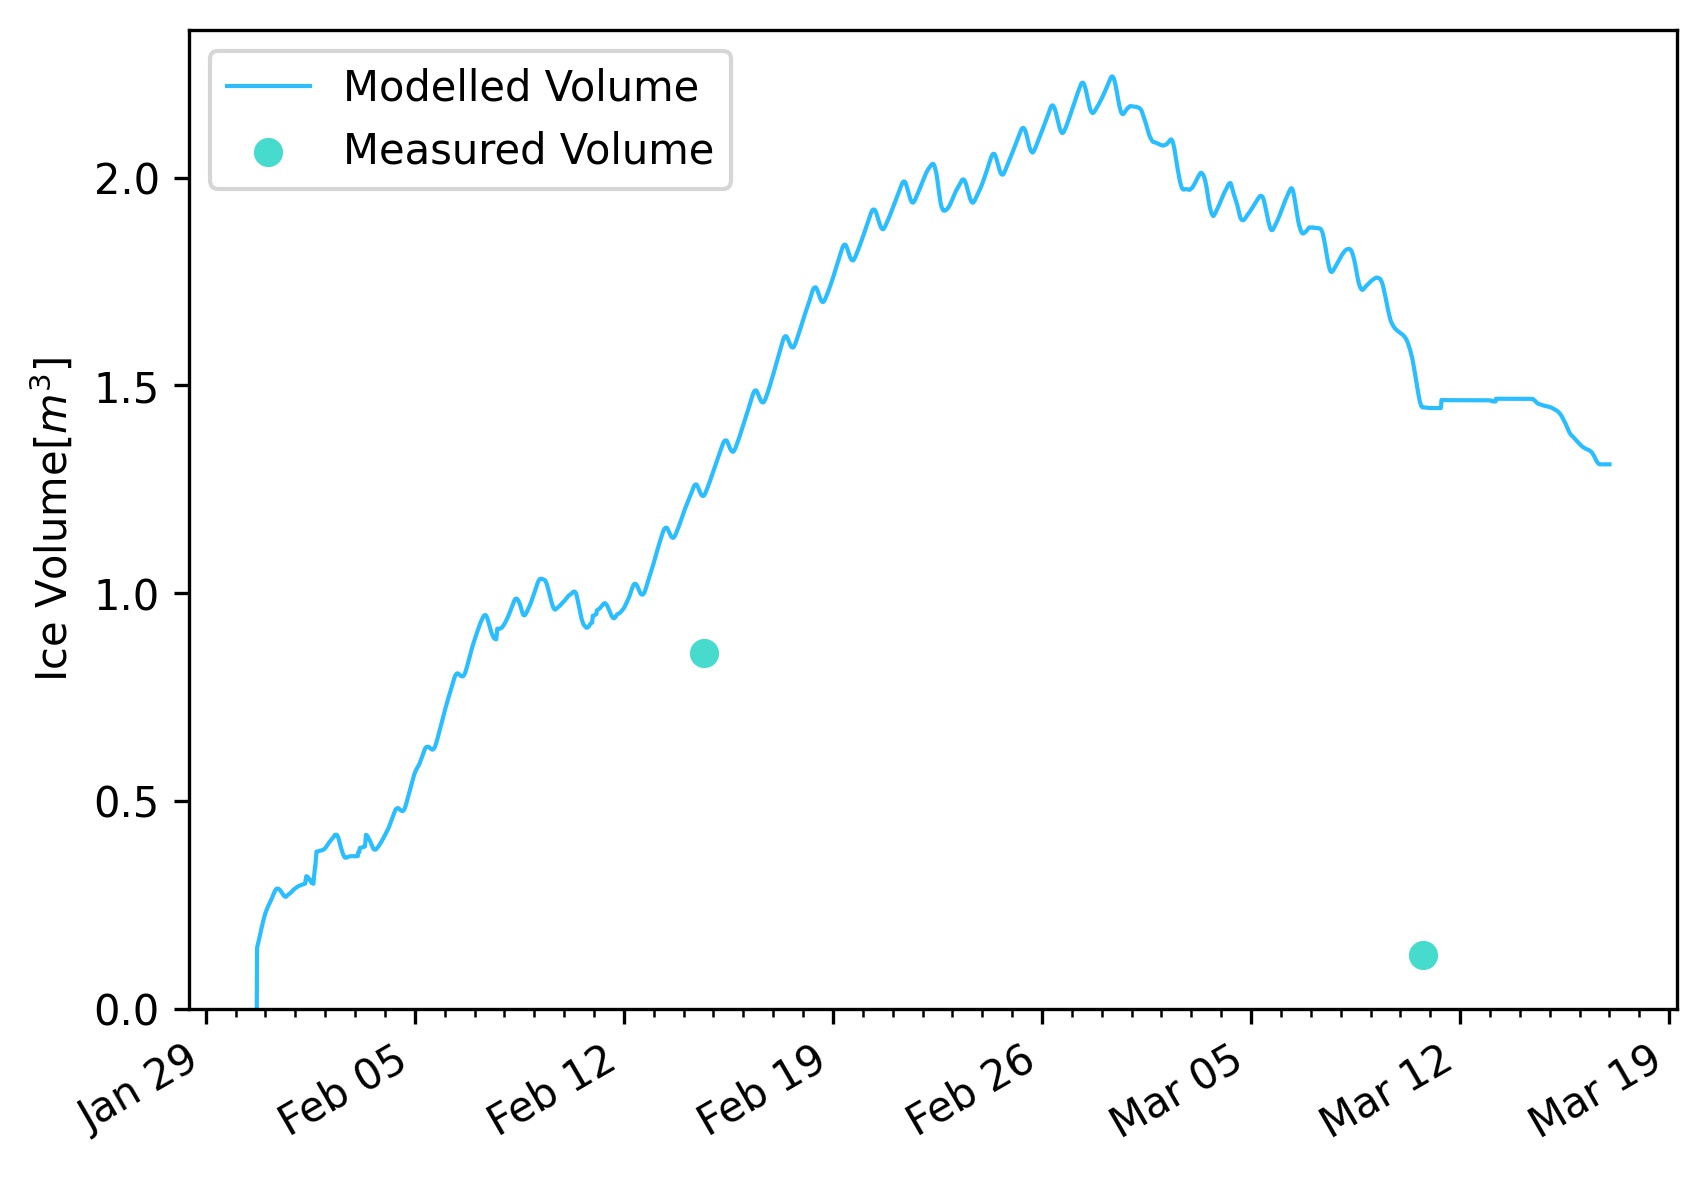 Modelled Volume
Measured Volume
Ice Volume[m³]
2.0
1.5
1.0
0.5
0.0
Jan 29
Feb 05
Feb 12
Feb 19
Feb 26
Mar 05
Mar 12
Mar 19